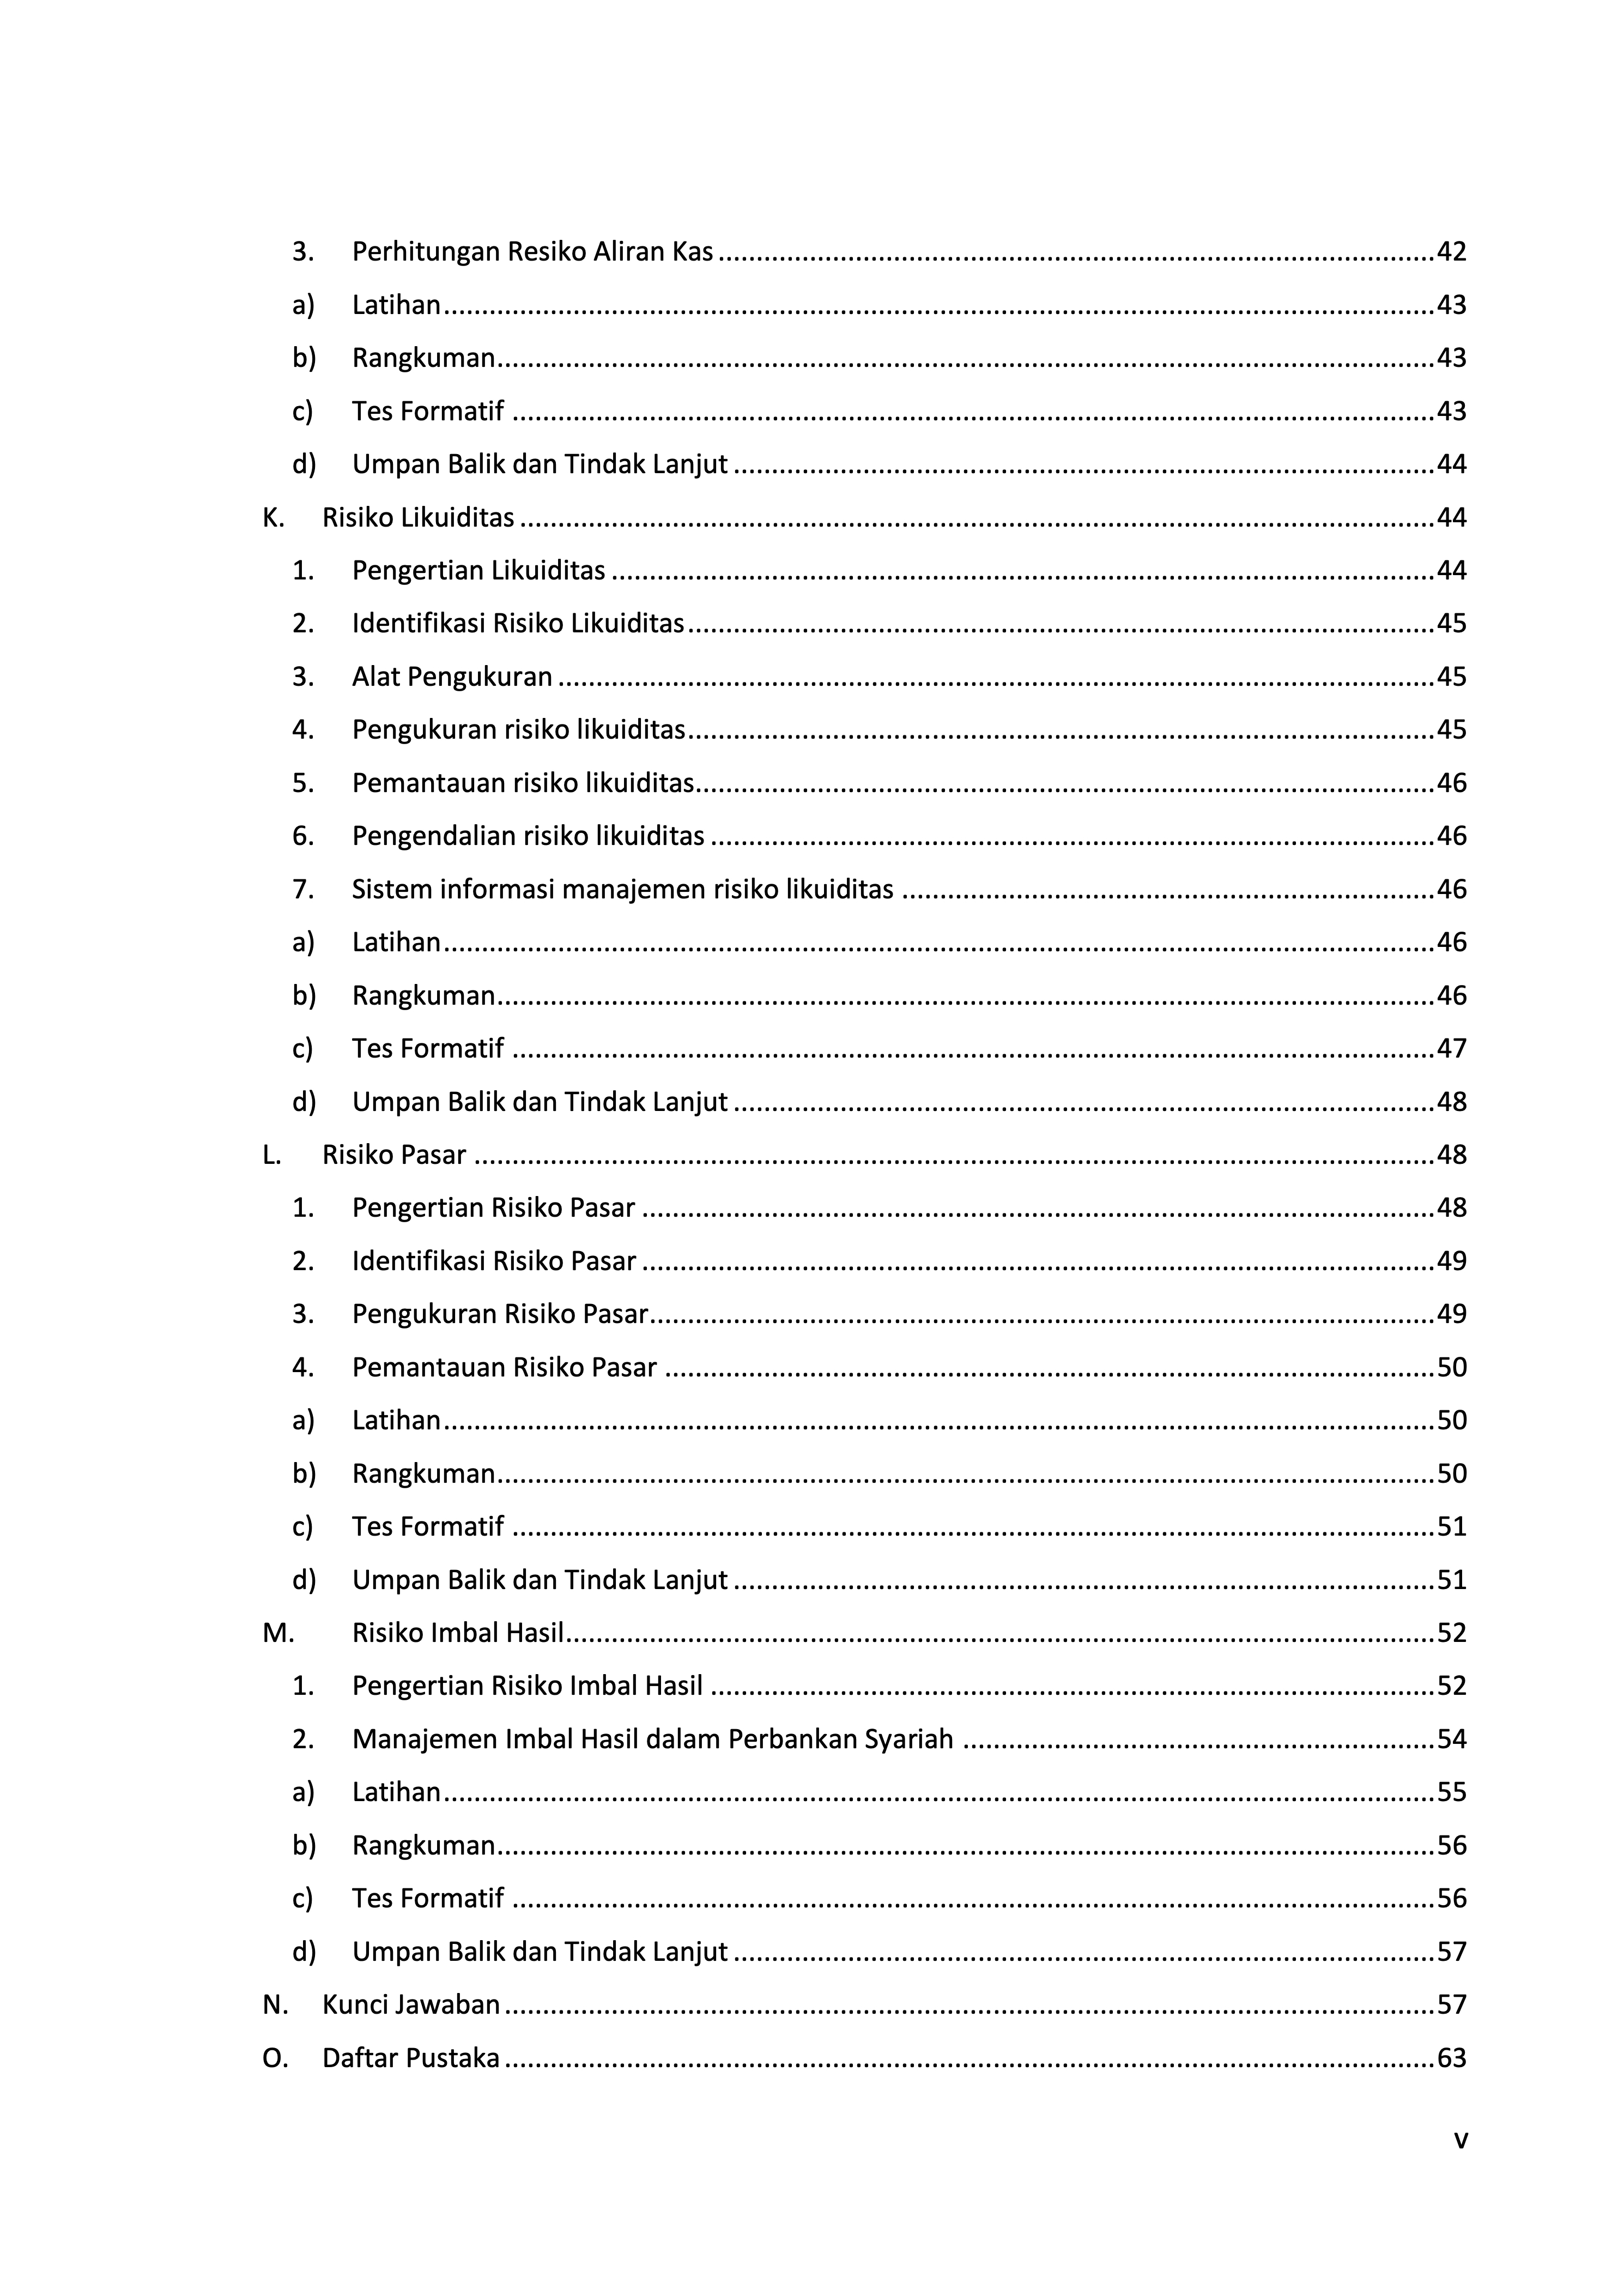 3. Perhitungan Resiko Aliran Kas ........................ 42
a) Latihan ........................ 43
b) Rangkuman ........................ 43
c) Tes Formatif ........................ 43
d) Umpan Balik dan Tindak Lanjut ........................ 44
K. Risiko Likuiditas ........................ 44
1. Pengertian Likuiditas ........................ 44
2. Identifikasi Risiko Likuiditas ........................ 45
3. Alat Pengukuran ........................ 45
4. Pengukuran risiko likuiditas ........................ 45
5. Pemantauan risiko likuiditas ........................ 46
6. Pengendalian risiko likuiditas ........................ 46
7. Sistem informasi manajemen risiko likuiditas ........................ 46
a) Latihan ........................ 46
b) Rangkuman ........................ 46
c) Tes Formatif ........................ 47
d) Umpan Balik dan Tindak Lanjut ........................ 48
L. Risiko Pasar ........................ 48
1. Pengertian Risiko Pasar ........................ 48
2. Identifikasi Risiko Pasar ........................ 49
3. Pengukuran Risiko Pasar ........................ 49
4. Pemantauan Risiko Pasar ........................ 50
a) Latihan ........................ 50
b) Rangkuman ........................ 50
c) Tes Formatif ........................ 51
d) Umpan Balik dan Tindak Lanjut ........................ 51
M. Risiko Imbal Hasil ........................ 52
1. Pengertian Risiko Imbal Hasil ........................ 52
2. Manajemen Imbal Hasil dalam Perbankan Syariah ........................ 54
a) Latihan ........................ 55
b) Rangkuman ........................ 56
c) Tes Formatif ........................ 56
d) Umpan Balik dan Tindak Lanjut ........................ 57
N. Kunci Jawaban ........................ 57
O. Daftar Pustaka ........................ 63
v